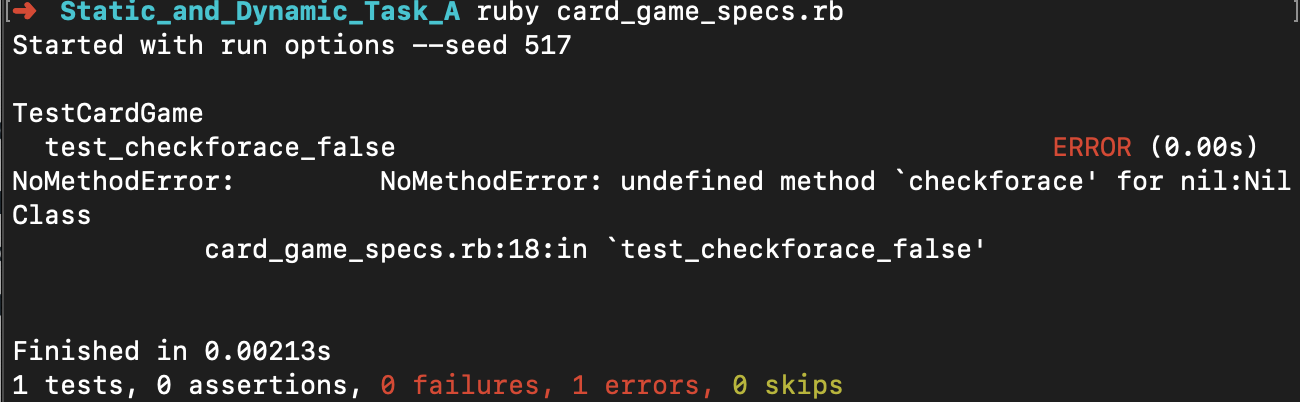 ➜ Static_and_Dynamic_Task_A ruby card_game_specs.rb
Started with run options --seed 517
TestCardGame
test_checkforace_false ERROR (0.00s)
NoMethodError: NoMethodError: undefined method `checkforace' for nil:Nil
Class
card_game_specs.rb:18:in `test_checkforace_false'
Finished in 0.00213s
1 tests, 0 assertions, 0 failures, 1 errors, 0 skips